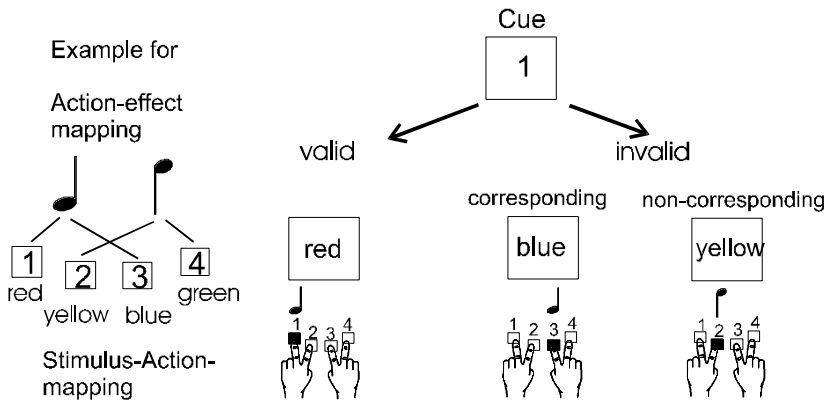 Example for
Action-effect
mapping
1 2 3 4
red yellow blue green
Stimulus-Action-
mapping
Cue
1
valid
invalid
corresponding
non-corresponding
red
blue
yellow
1 2 3 4
1 2 3 4
1 2 3 4